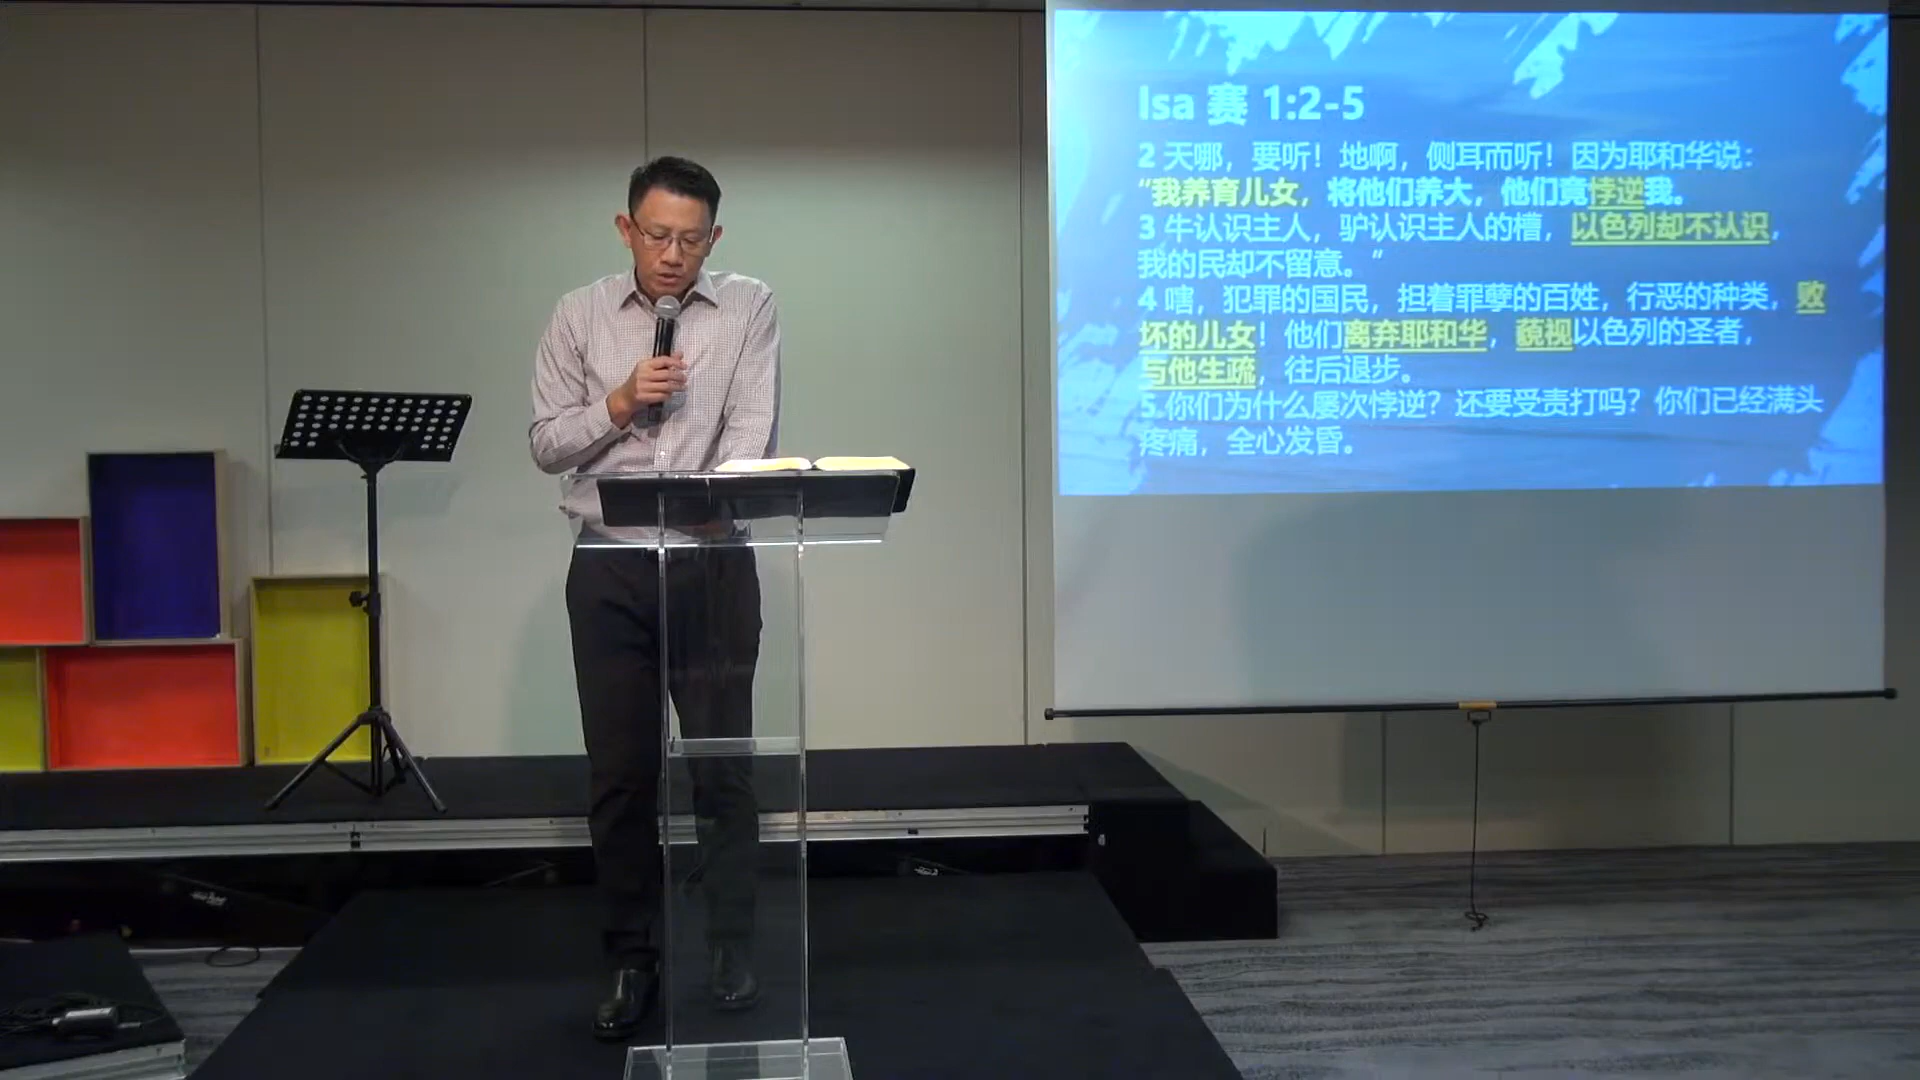 Isa 赛 1:2-5
2 天哪，要听！地啊，侧耳而听！因为耶和华说：
“我养育儿女，将他们养大，他们竟悖逆我。
3 牛认识主人，驴认识主人的槽，以色列却不认识，
我的民却不留意。”
4 嗐，犯罪的国民，担着罪孽的百姓，行恶的种类，败
坏的儿女！他们离弃耶和华，藐视以色列的圣者，
与他生疏，往后退步。
5 你们为什么屡次悖逆？还要受责打吗？你们已经满头
疼痛，全心发昏。